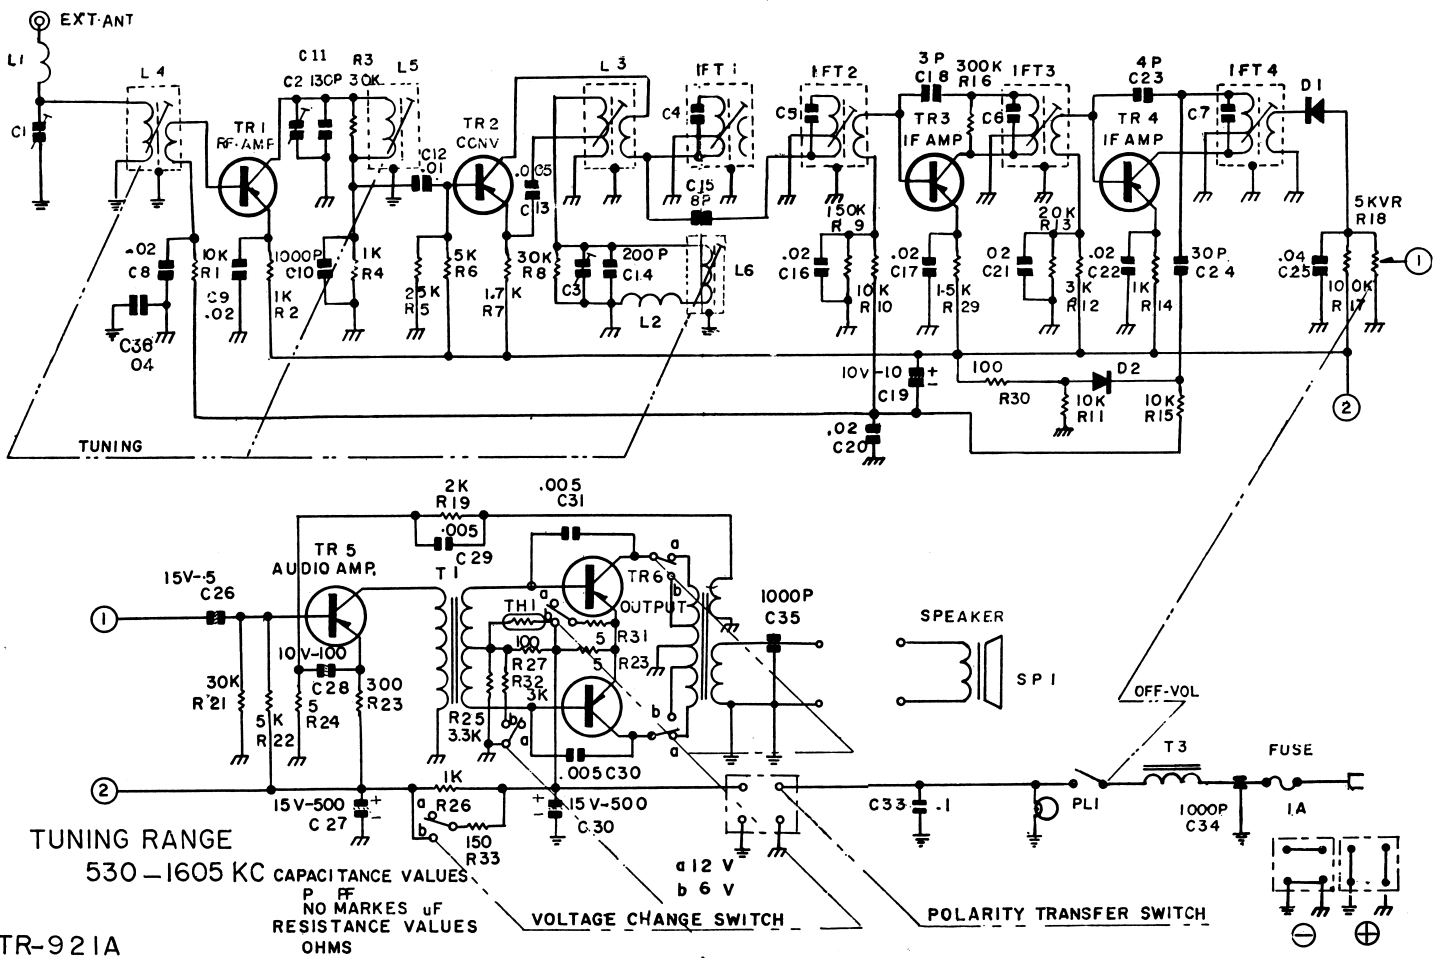 EXT·ANT
L1
C1
L4
TR1
RF·AMP
C11
C2 130P
R3
30K
L5
C12
.01
TR2
CONV
.005
C13
L3
1FT1
C4
C15
8P
1FT2
C5
3P
C18
300K
R16
TR3
IF AMP
C6
1FT3
4P
C23
TR4
IF AMP
C7
1FT4
D1
5KVR
R18
1
.02
C8
10K
R1
C9
.02
1K
R2
1000P
C10
1K
R4
25K
R5
5K
R6
1.7K
R7
30K
R8
C3
200P
C14
L2
L6
.02
C16
150K
R9
10K
R10
.02
C17
1.5K
R29
.02
C21
20K
R13
3K
R12
.02
C22
1K
R14
30P
C24
.04
C25
100K
R17
C36
04
10V-10
C19
+
-
100
R30
D2
10K
R11
10K
R15
2
.02
C20
TUNING
2K
R19
.005
C29
.005
C31
TR5
AUDIO AMP.
15V-.5
C26
1
T1
TH1
a
b
100
R27
R32
3K
5
R31
5
R23
TR6
OUTPUT
a
b
1000P
C35
SPEAKER
SP1
10V-100
C28
300
R23
30K
R21
5K
R22
5
R24
R25
3.3K
b
a
b
a
.005 C30
OFF-VOL
2
15V-500
C27
+
-
1K
R26
a
b
150
R33
+
-
15V-500
C30
C33
.1
PL1
T3
1000P
C34
FUSE
1A
TUNING RANGE
530-1605 KC
CAPACITANCE VALUES
P PF
NO MARKES uF
RESISTANCE VALUES
OHMS
a 12 V
b 6 V
VOLTAGE CHANGE SWITCH
POLARITY TRANSFER SWITCH
⊖ ⊕
TR-921A